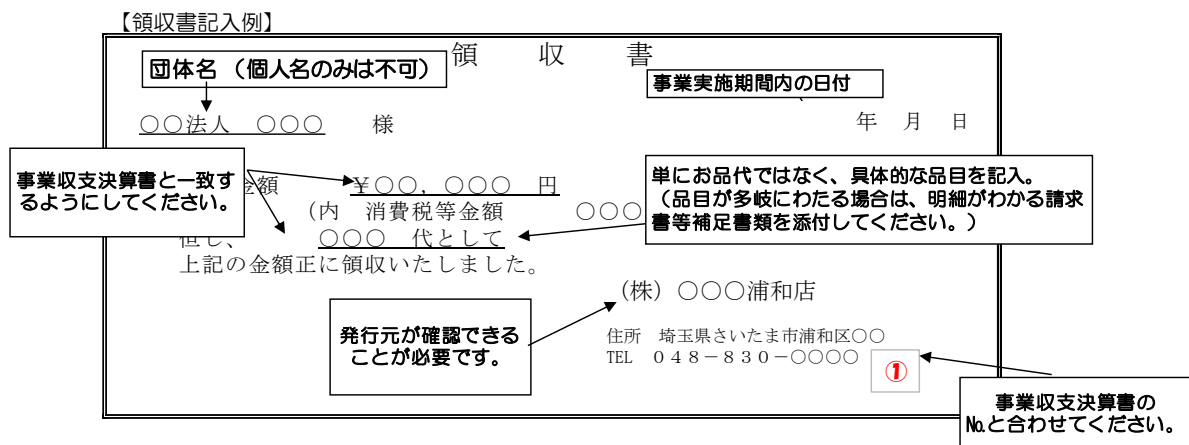 【領収書記入例】
領　収　書
団体名 （個人名のみは不可）
事業実施期間内の日付
○○法人　○○○　　様
年　月　日
事業収支決算書と一致す
るようにしてください。
金額　　￥○○，○○○　円
（内　消費税等金額　　○○○
単にお品代ではなく、具体的な品目を記入。
（品目が多岐にわたる場合は、明細がわかる請求
書等補足書類を添付してください。）
但し、　　　○○○　代として
上記の金額正に領収いたしました。
（株）○○○浦和店
発行元が確認できる
ことが必要です。
住所　埼玉県さいたま市浦和区○○
TEL　０４８－８３０－○○○○
①
事業収支決算書の
№と合わせてください。